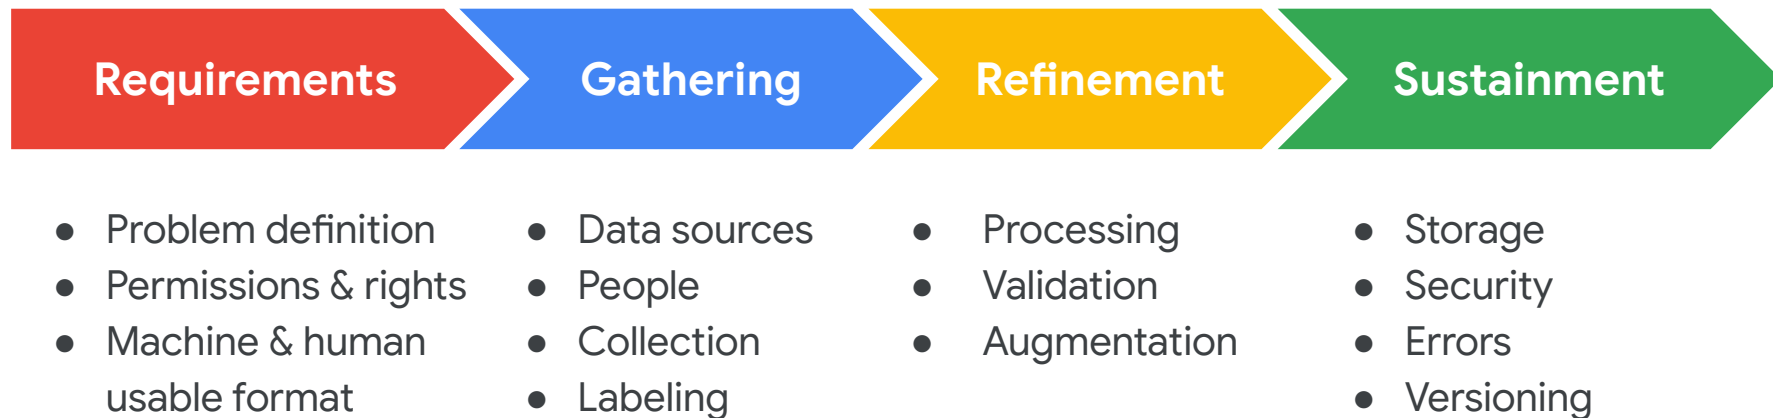 Requirements
Gathering
Refinement
Sustainment
● Problem definition
● Permissions & rights
● Machine & human
usable format
● Data sources
● People
● Collection
● Labeling
● Processing
● Validation
● Augmentation
● Storage
● Security
● Errors
● Versioning